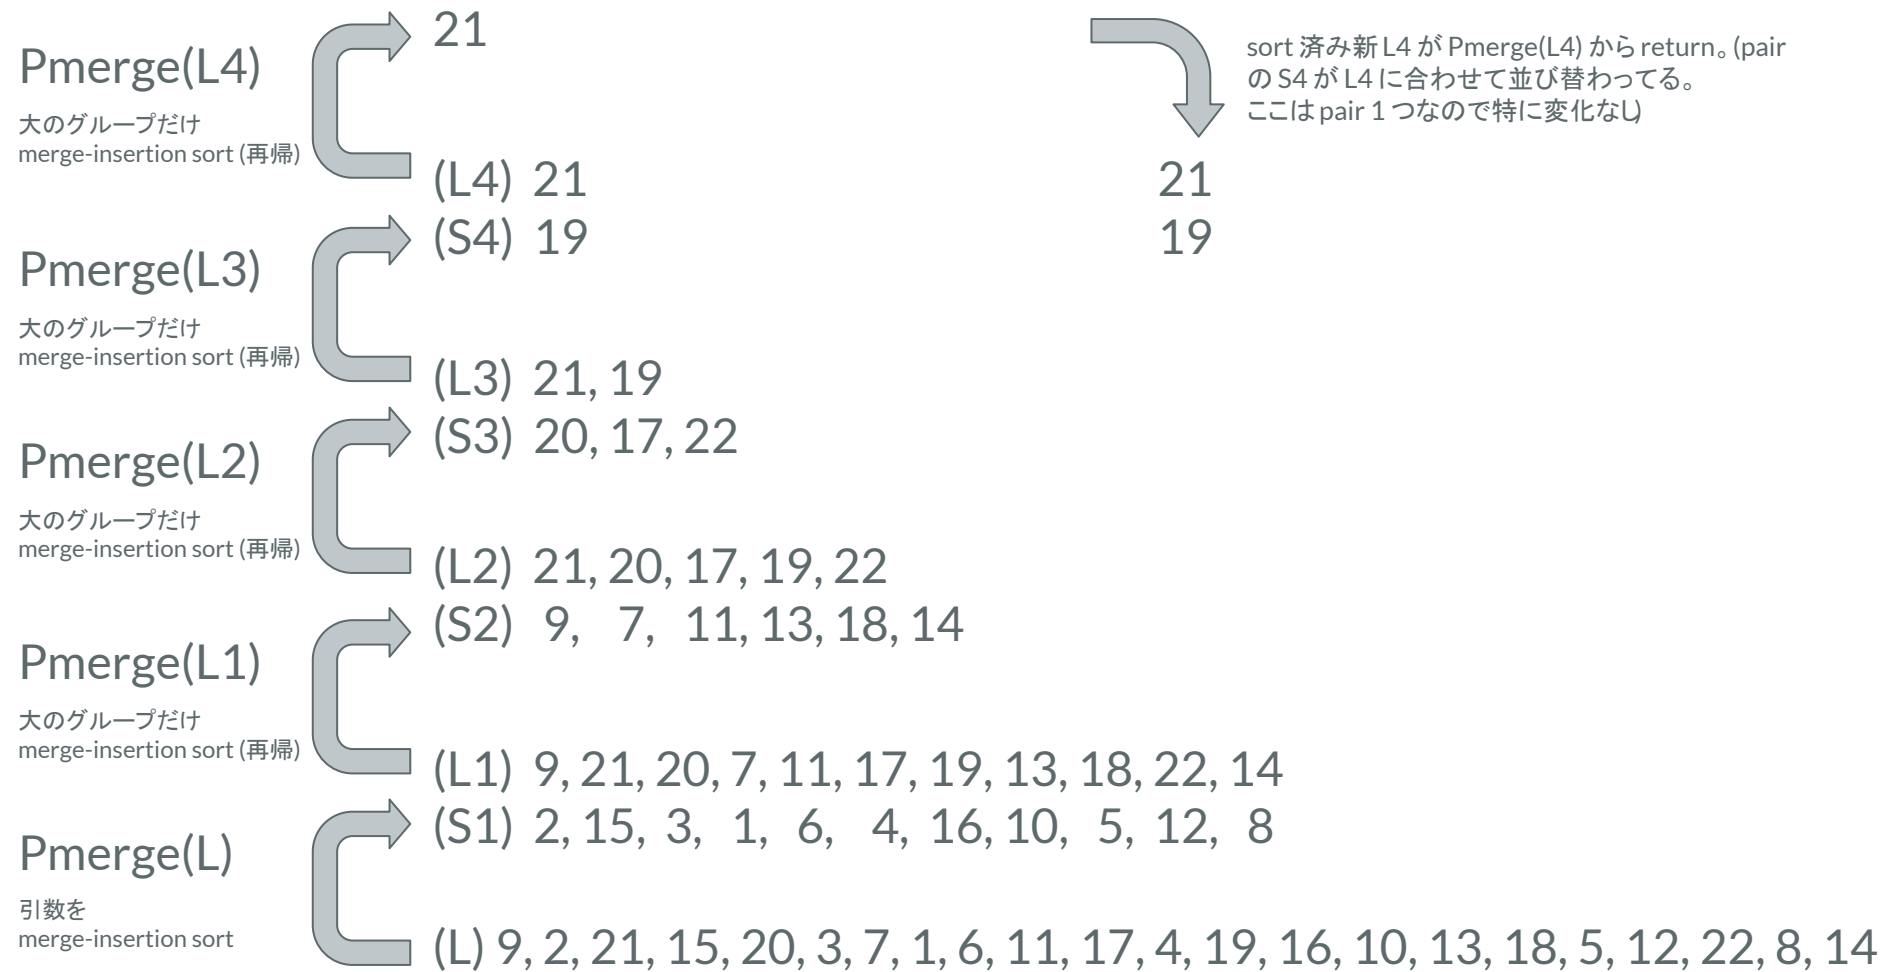 21
sort 済み新 L4 が Pmerge(L4) から return。(pair
の S4 が L4 に合わせて並び替わってる。
ここは pair 1 つなので特に変化なし)
Pmerge(L4)
大のグループだけ
merge-insertion sort (再帰)
(L4) 21
21
(S4) 19
19
Pmerge(L3)
大のグループだけ
merge-insertion sort (再帰)
(L3) 21, 19
(S3) 20, 17, 22
Pmerge(L2)
大のグループだけ
merge-insertion sort (再帰)
(L2) 21, 20, 17, 19, 22
(S2) 9, 7, 11, 13, 18, 14
Pmerge(L1)
大のグループだけ
merge-insertion sort (再帰)
(L1) 9, 21, 20, 7, 11, 17, 19, 13, 18, 22, 14
(S1) 2, 15, 3, 1, 6, 4, 16, 10, 5, 12, 8
Pmerge(L)
引数を
merge-insertion sort
(L) 9, 2, 21, 15, 20, 3, 7, 1, 6, 11, 17, 4, 19, 16, 10, 13, 18, 5, 12, 22, 8, 14